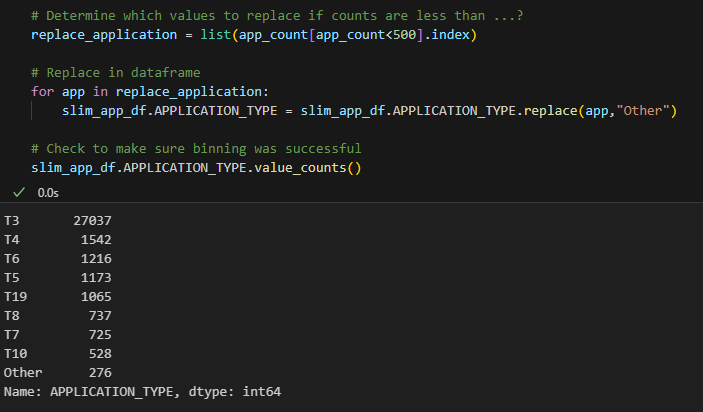 # Determine which values to replace if counts are less than ...?
replace_application = list(app_count[app_count<500].index)
# Replace in dataframe
for app in replace_application:
    slim_app_df.APPLICATION_TYPE = slim_app_df.APPLICATION_TYPE.replace(app,"Other")
# Check to make sure binning was successful
slim_app_df.APPLICATION_TYPE.value_counts()
✓ 0.0s
T3 27037
T4 1542
T6 1216
T5 1173
T19 1065
T8 737
T7 725
T10 528
Other 276
Name: APPLICATION_TYPE, dtype: int64